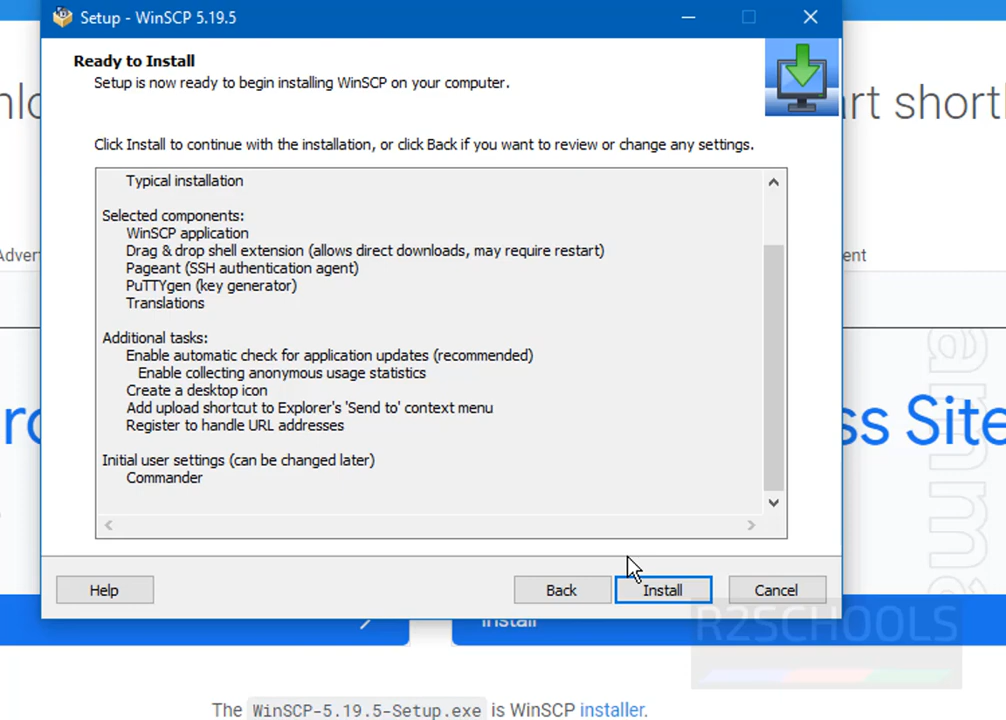 Setup - WinSCP 5.19.5
Ready to Install
Setup is now ready to begin installing WinSCP on your computer.
Click Install to continue with the installation, or click Back if you want to review or change any settings.
Typical installation
Selected components:
WinSCP application
Drag & drop shell extension (allows direct downloads, may require restart)
Pageant (SSH authentication agent)
PuTTYgen (key generator)
Translations
Additional tasks:
Enable automatic check for application updates (recommended)
Enable collecting anonymous usage statistics
Create a desktop icon
Add upload shortcut to Explorer's 'Send to' context menu
Register to handle URL addresses
Initial user settings (can be changed later)
Commander
Help
Back
Install
Cancel
art short
ss Site
Install
R2SCHOOLS
The WinSCP-5.19.5-Setup.exe is WinSCP installer.